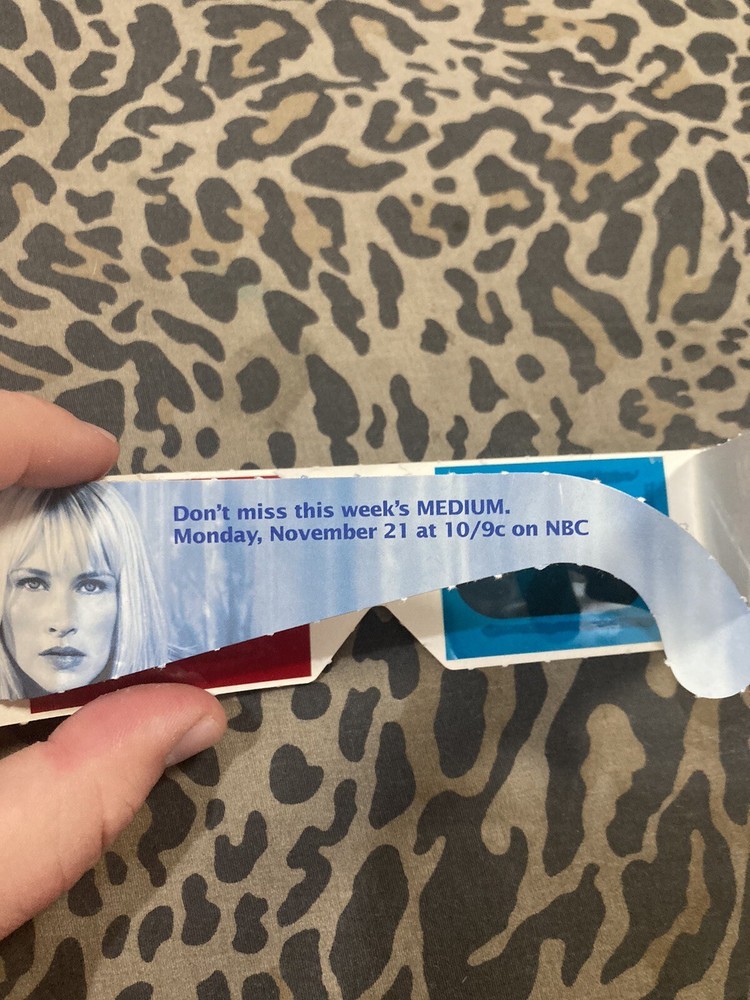 Don't miss this week's MEDIUM.
Monday, November 21 at 10/9c on NBC